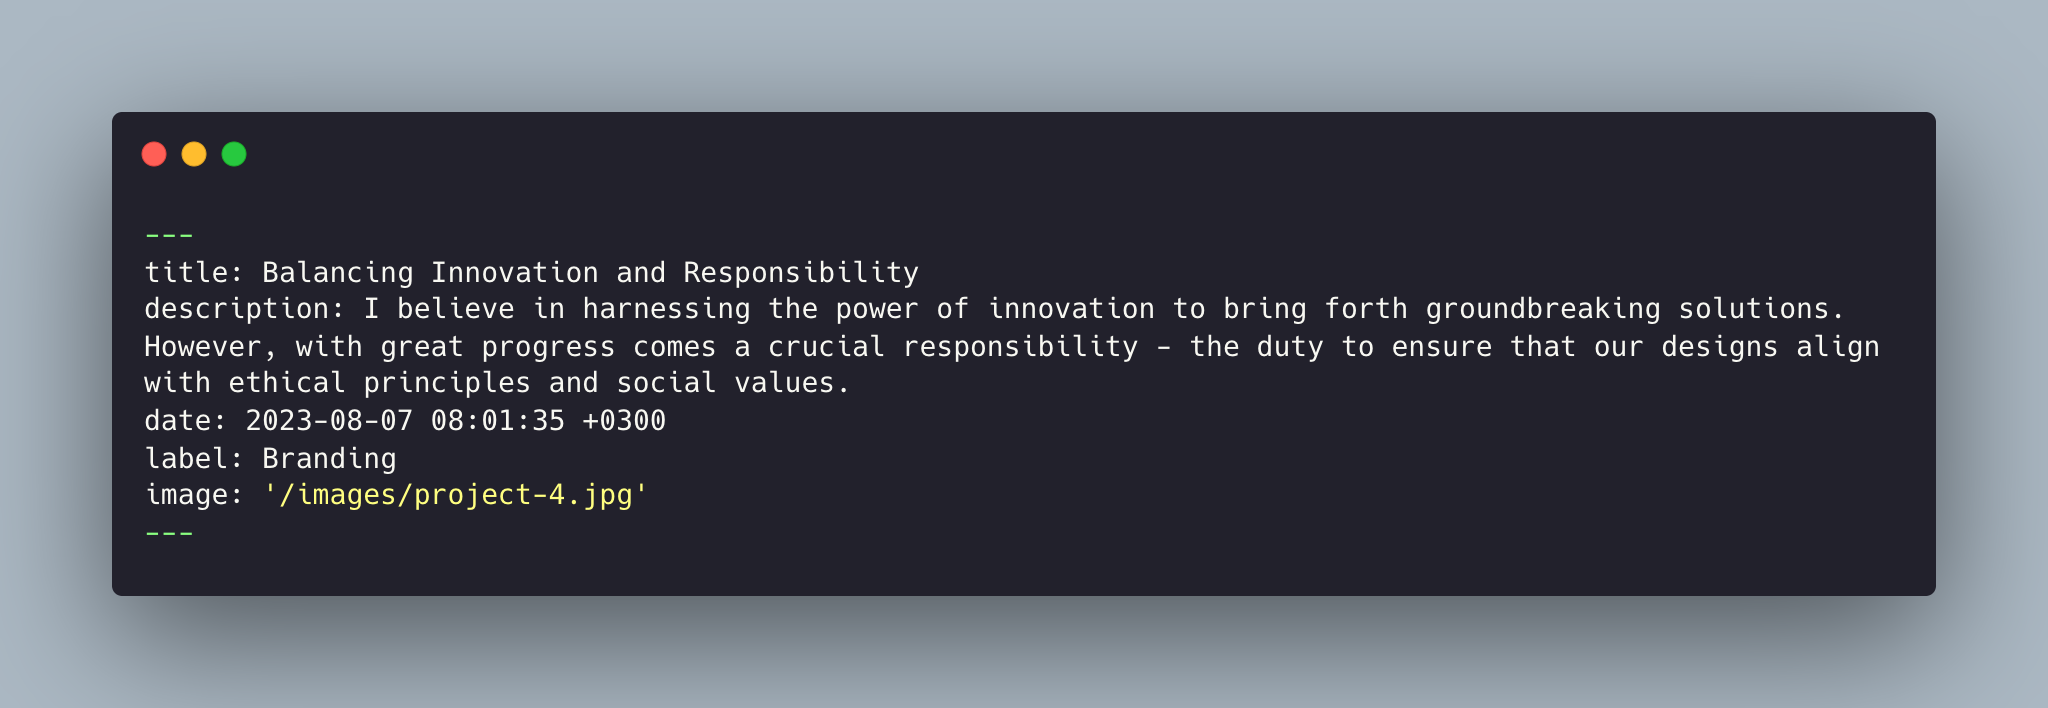 ---
title: Balancing Innovation and Responsibility
description: I believe in harnessing the power of innovation to bring forth groundbreaking solutions.
However, with great progress comes a crucial responsibility - the duty to ensure that our designs align
with ethical principles and social values.
date: 2023-08-07 08:01:35 +0300
label: Branding
image: '/images/project-4.jpg'
---